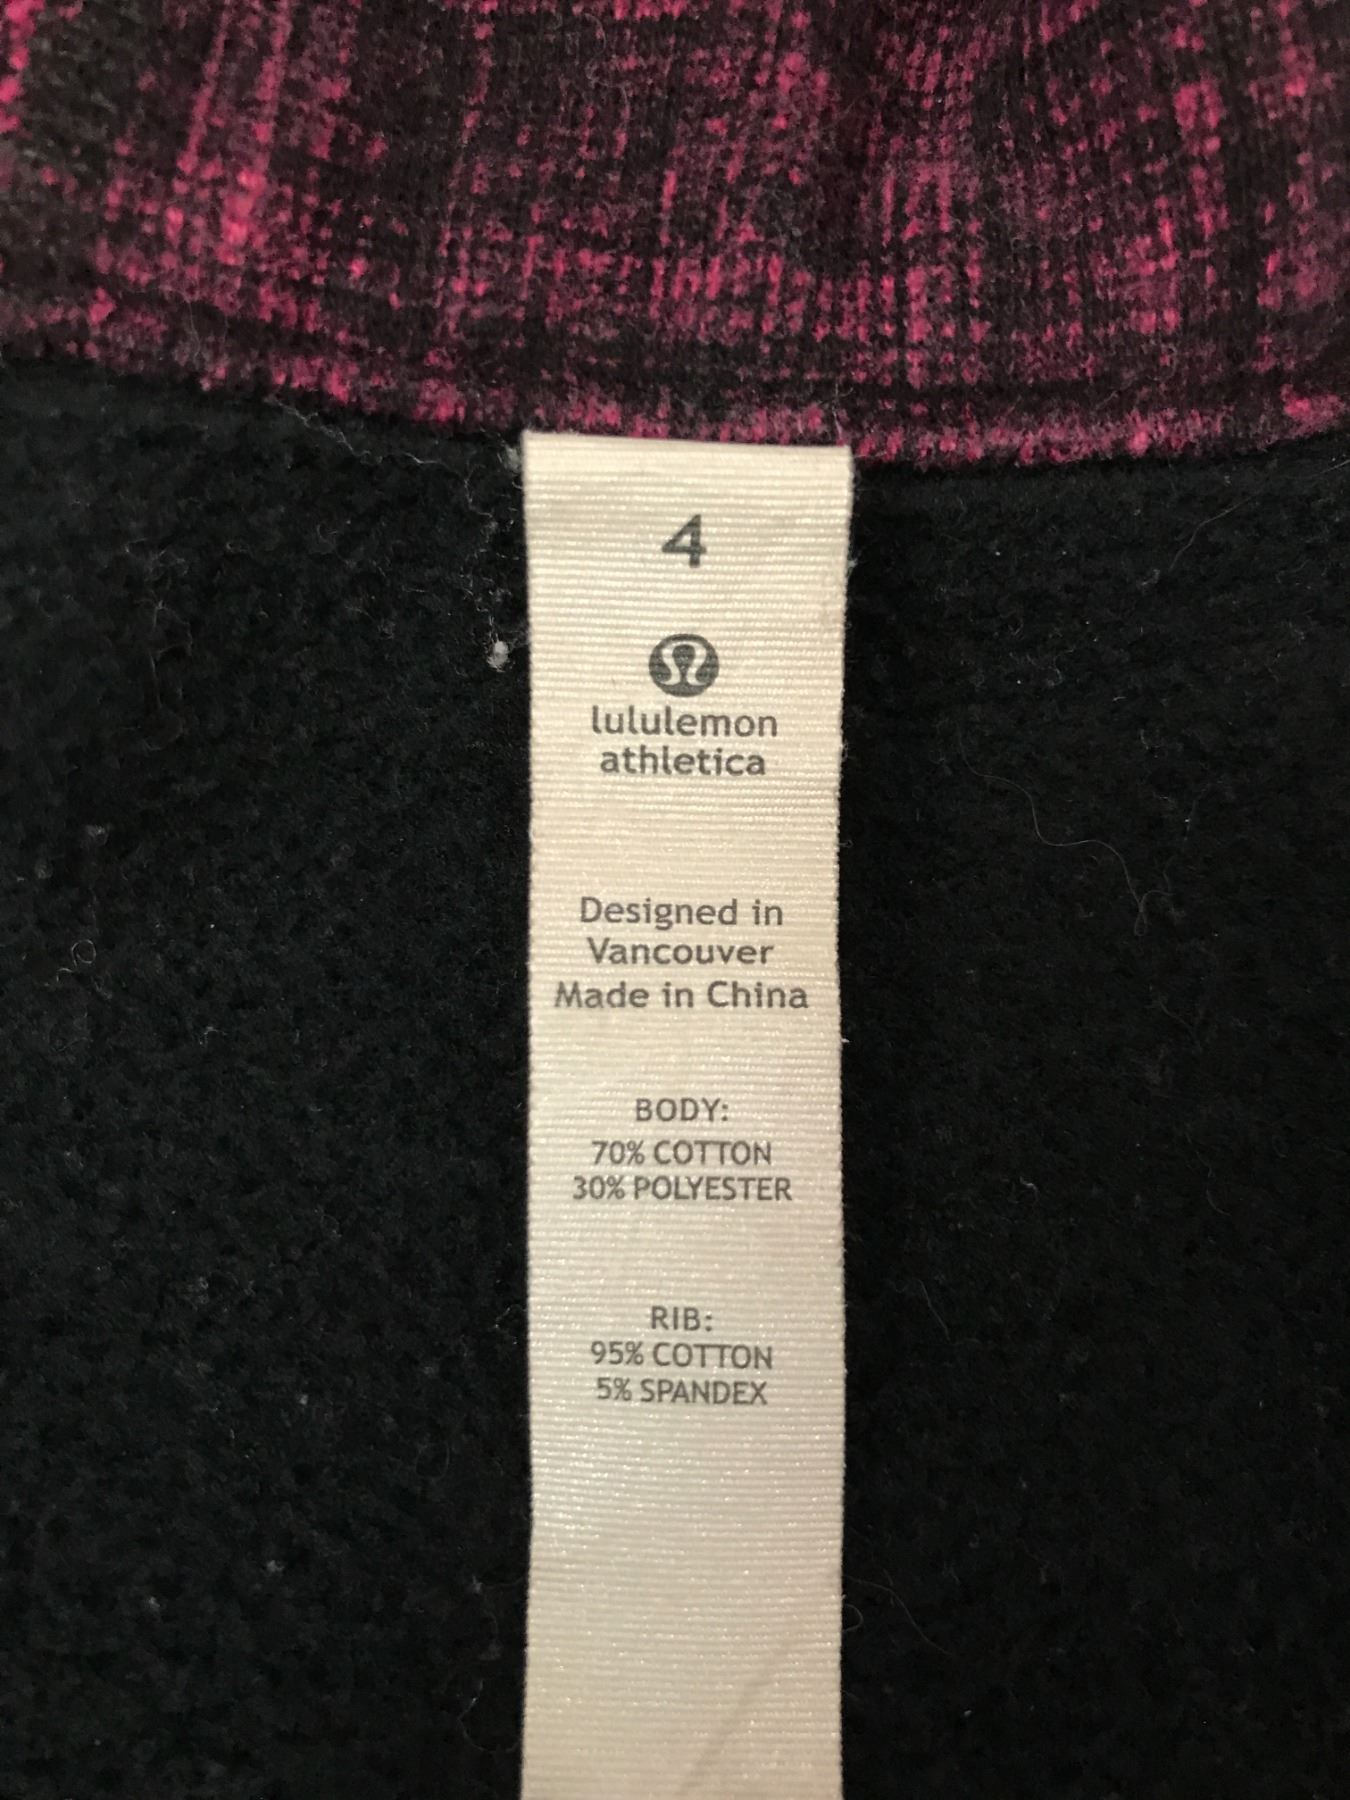 4
lululemon
athletica
Designed in
Vancouver
Made in China
BODY:
70% COTTON
30% POLYESTER
RIB:
95% COTTON
5% SPANDEX